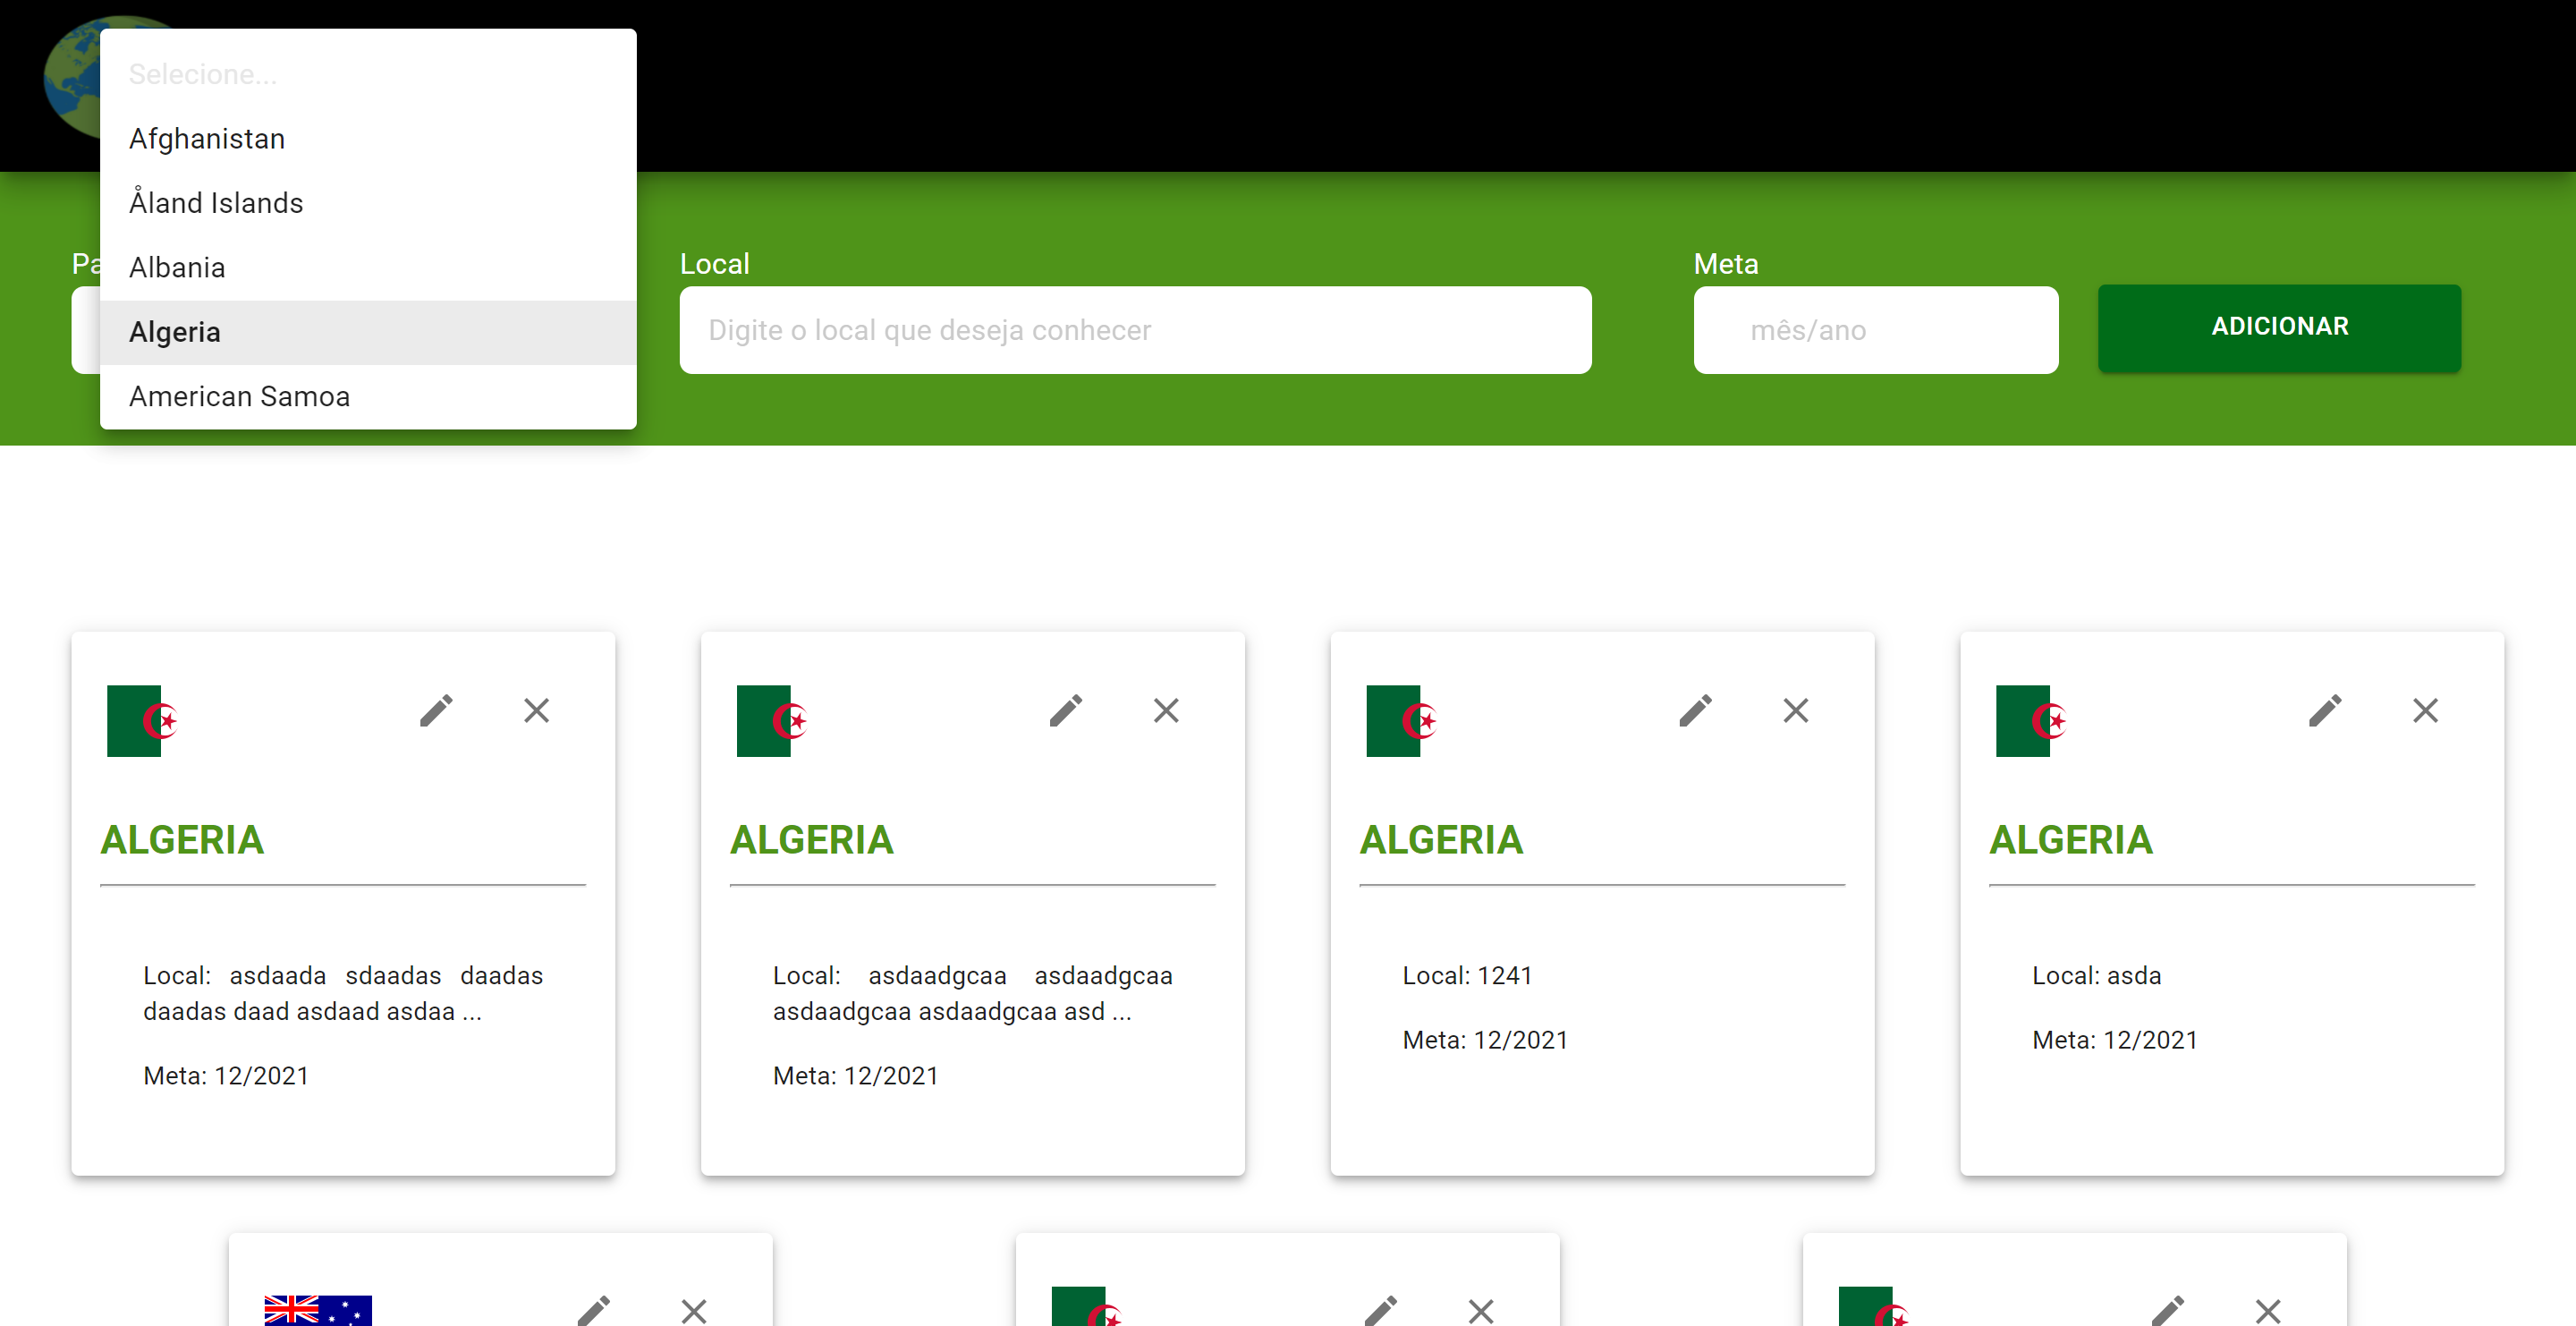 Selecione...
Afghanistan
Åland Islands
Albania
Algeria
American Samoa
Pa
Local
Digite o local que deseja conhecer
Meta
mês/ano
ADICIONAR
ALGERIA
Local: asdaada sdaadas daadas
daadas daad asdaad asdaa ...
Meta: 12/2021
ALGERIA
Local: asdaadgcaa asdaadgcaa
asdaadgcaa asdaadgcaa asd ...
Meta: 12/2021
ALGERIA
Local: 1241
Meta: 12/2021
ALGERIA
Local: asda
Meta: 12/2021